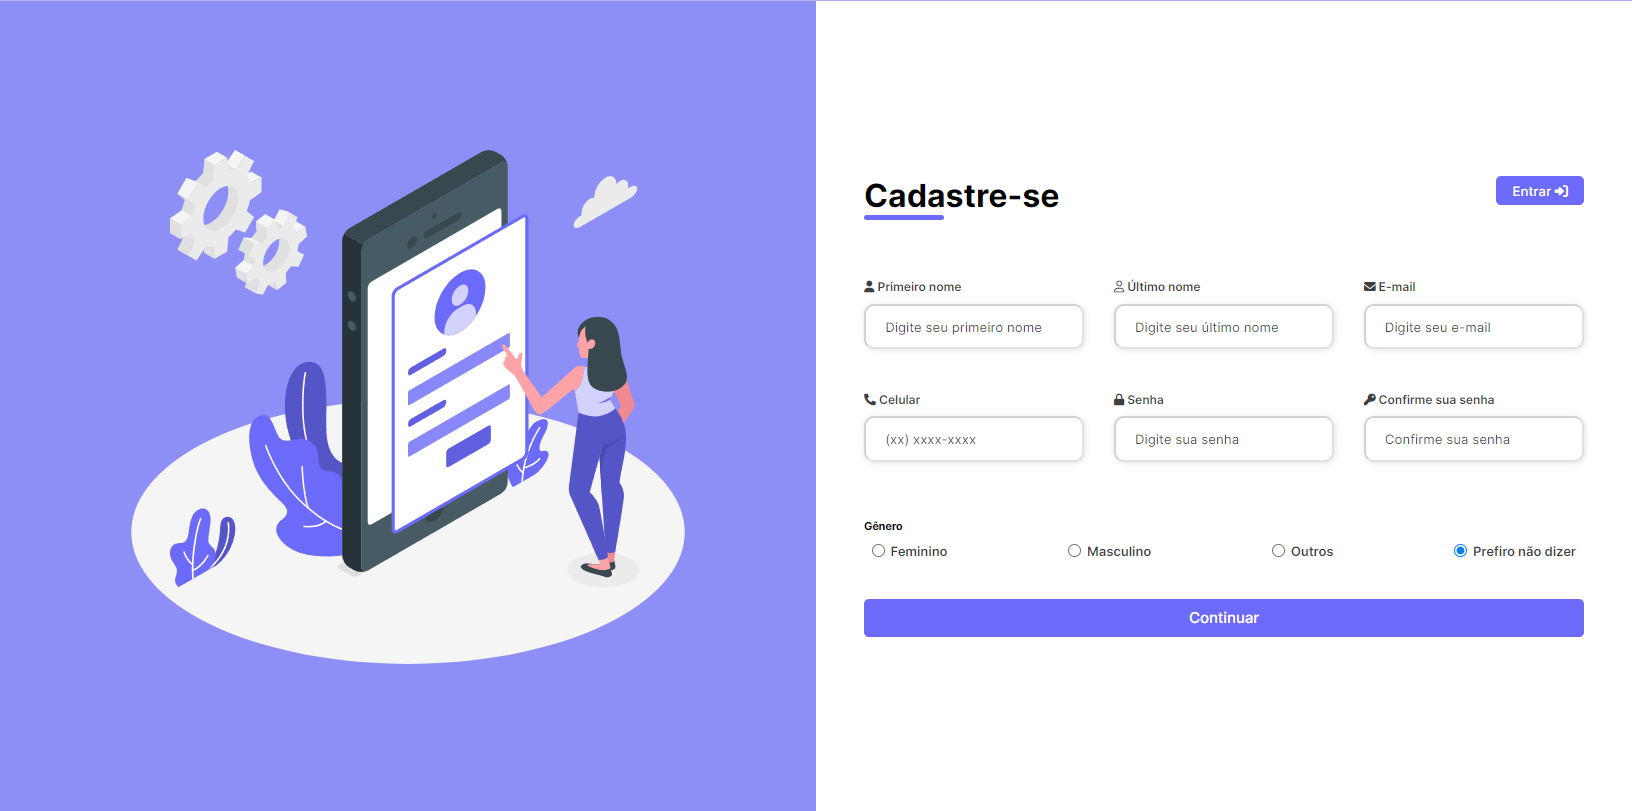 Cadastre-se
Entrar
Primeiro nome
Último nome
E-mail
Digite seu primeiro nome
Digite seu último nome
Digite seu e-mail
Celular
Senha
Confirme sua senha
(xx) xxxx-xxxx
Digite sua senha
Confirme sua senha
Gênero
Feminino
Masculino
Outros
Prefiro não dizer
Continuar